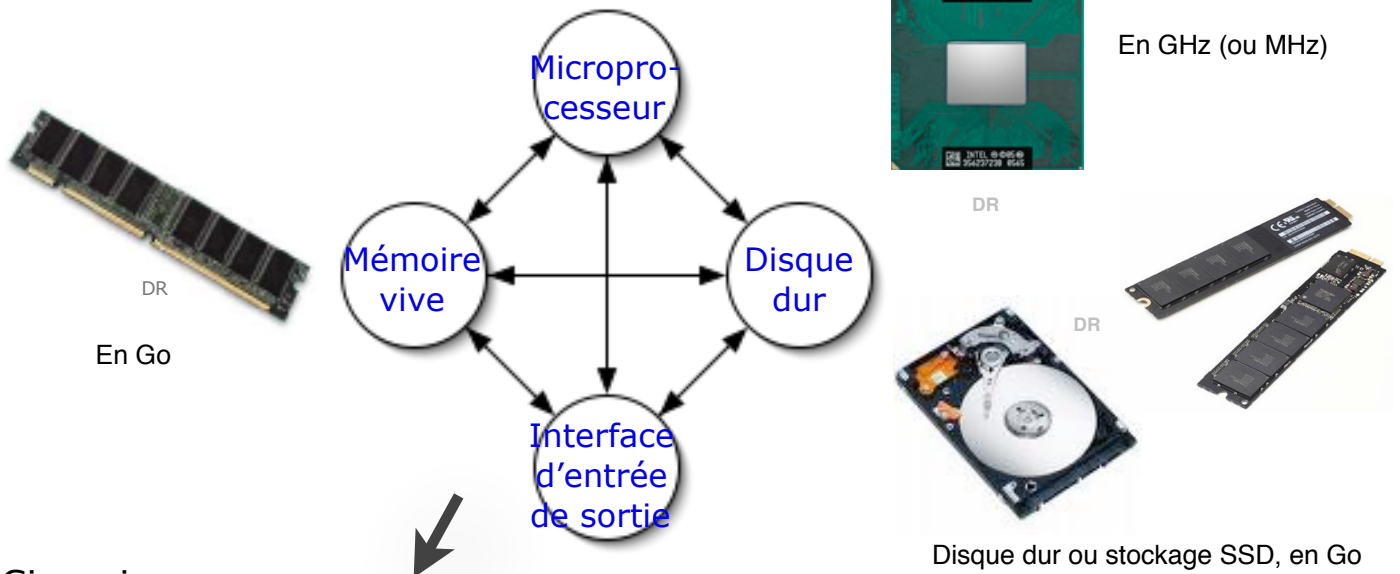 Micropro-
cesseur
En GHz (ou MHz)
INTEL
DR
Mémoire
vive
Disque
dur
DR
En Go
DR
Interface
d'entrée
de sortie
Disque dur ou stockage SSD, en Go